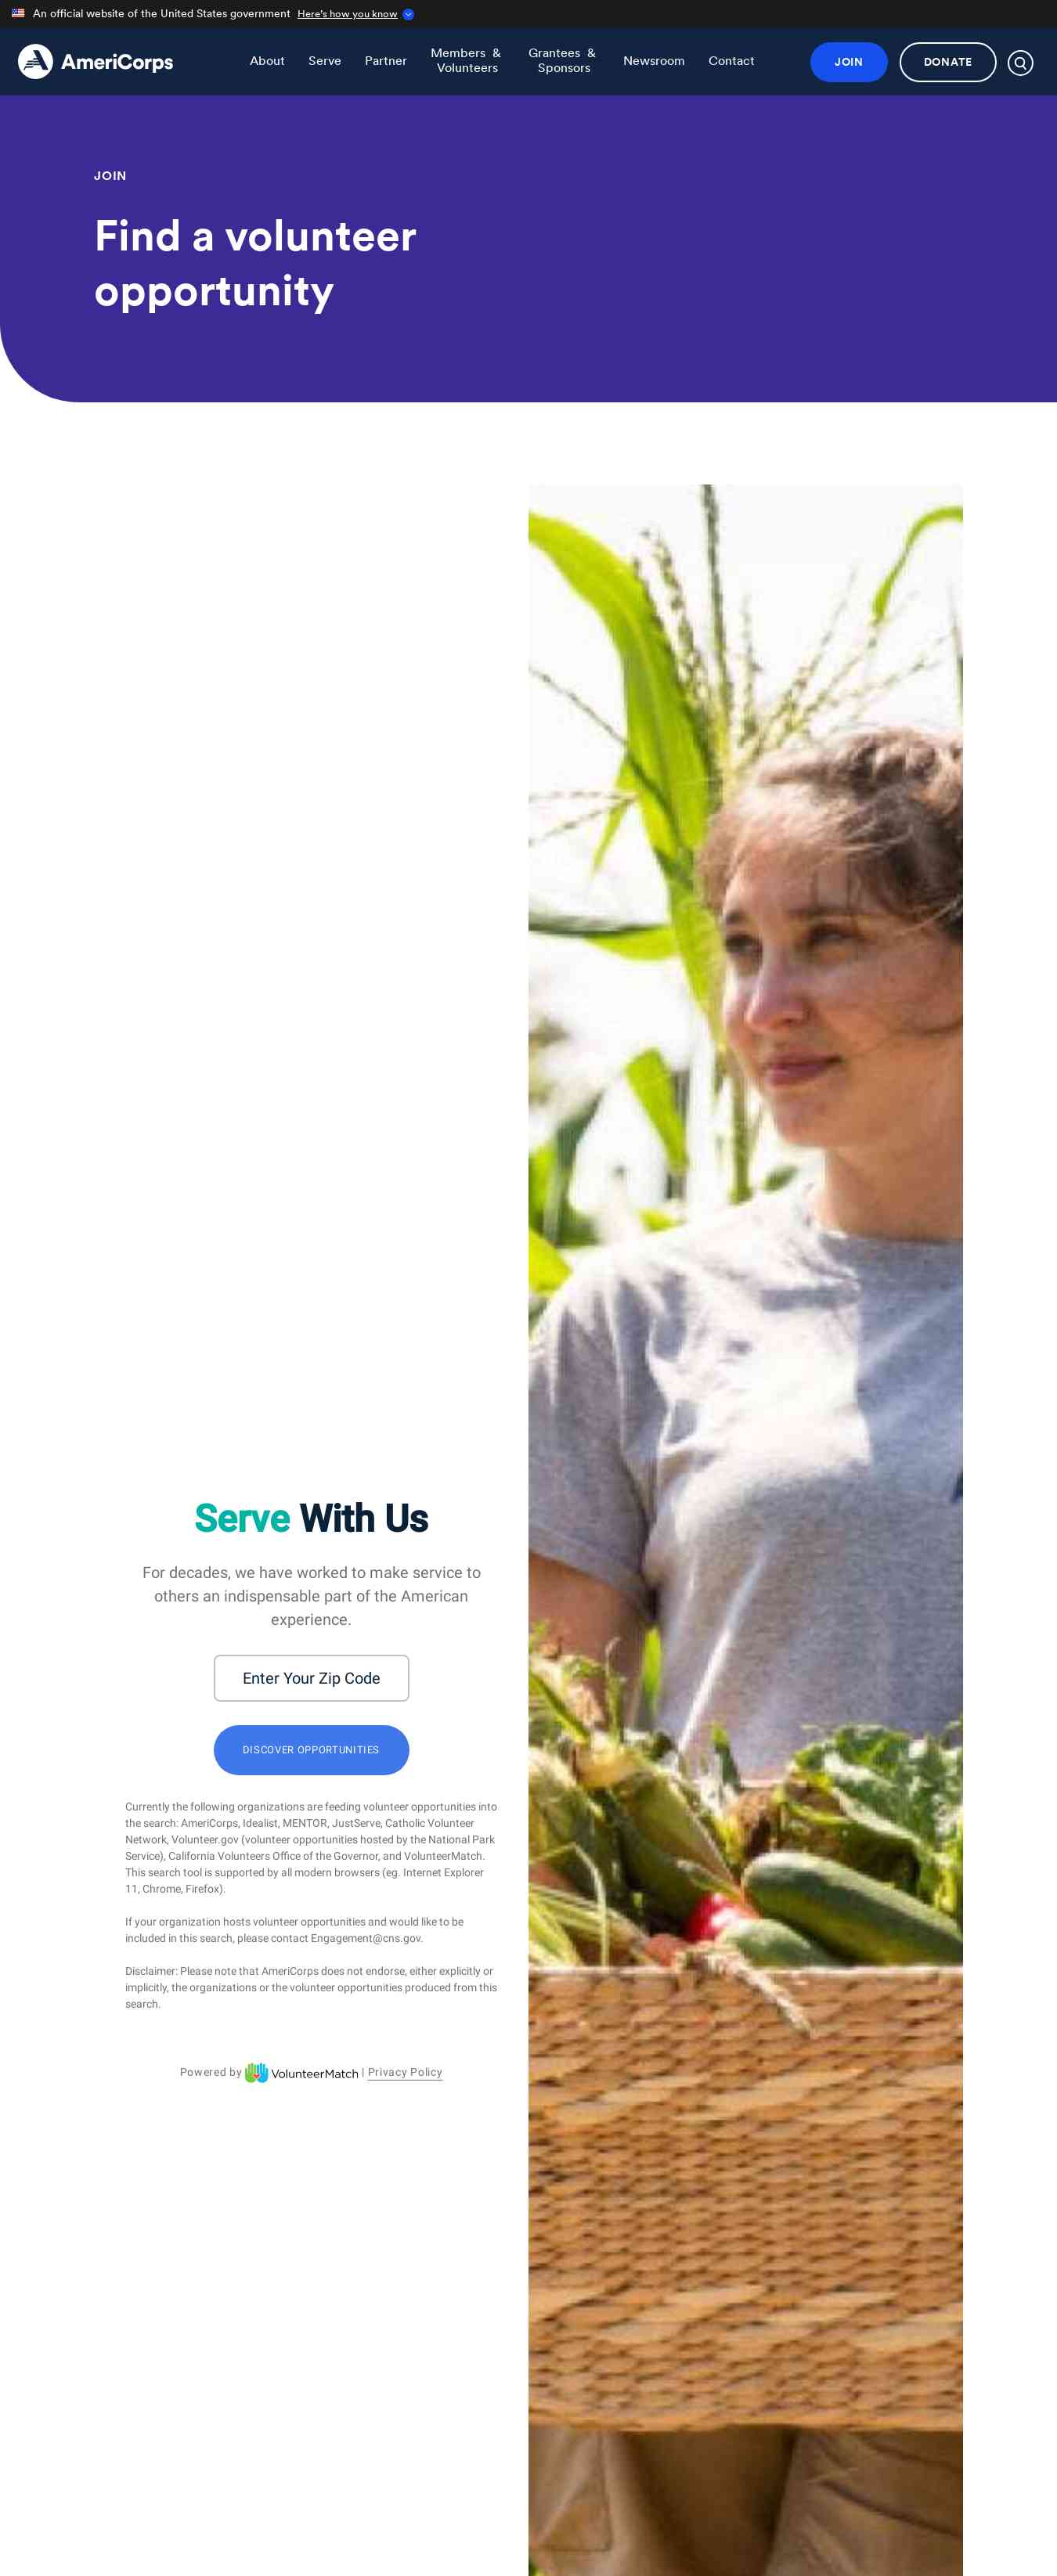 An official website of the United States government Here's how you know
AmeriCorps
About Serve Partner Members & Volunteers Grantees & Sponsors Newsroom Contact
JOIN DONATE
JOIN
Find a volunteer
opportunity
Serve With Us
For decades, we have worked to make service to
others an indispensable part of the American
experience.
Enter Your Zip Code
DISCOVER OPPORTUNITIES
Currently the following organizations are feeding volunteer opportunities into
the search: AmeriCorps, Idealist, MENTOR, JustServe, Catholic Volunteer
Network, Volunteer.gov (volunteer opportunities hosted by the National Park
Service), California Volunteers Office of the Governor, and VolunteerMatch.
This search tool is supported by all modern browsers (eg. Internet Explorer
11, Chrome, Firefox).
If your organization hosts volunteer opportunities and would like to be
included in this search, please contact Engagement@cns.gov.
Disclaimer: Please note that AmeriCorps does not endorse, either explicitly or
implicitly, the organizations or the volunteer opportunities produced from this
search.
Powered by VolunteerMatch | Privacy Policy